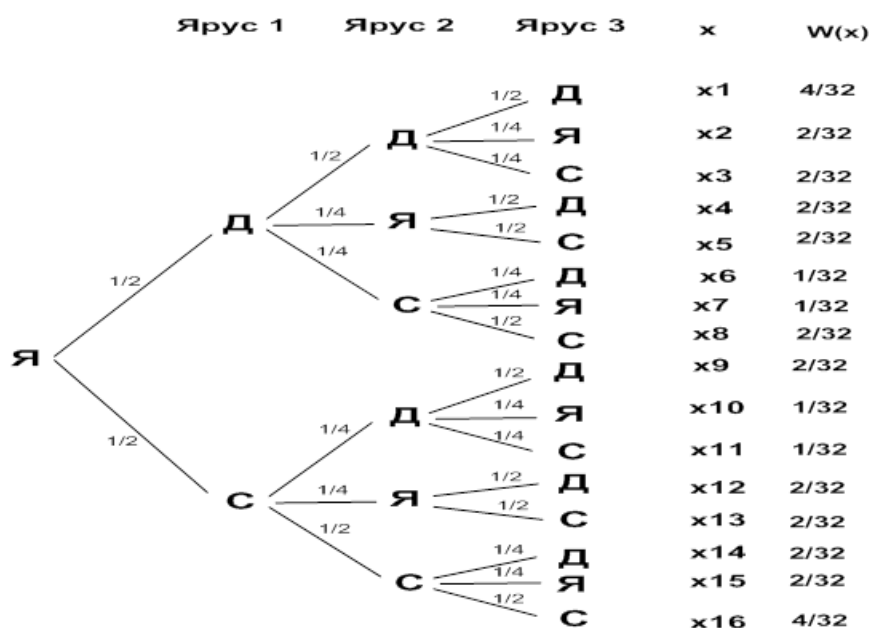 Ярус 1 Ярус 2 Ярус 3 x W(x)
1/2 Д x1 4/32
Д 1/4 Я x2 2/32
1/2 1/4 С x3 2/32
Д 1/4 Я 1/2 Д x4 2/32
1/2 С x5 2/32
1/4 1/4 Д x6 1/32
1/2 С 1/4 Я x7 1/32
1/2 С x8 2/32
Я 1/2 Д x9 2/32
1/2 1/4 Д 1/4 Я x10 1/32
1/4 С x11 1/32
С 1/4 Я 1/2 Д x12 2/32
1/2 С x13 2/32
1/2 1/4 Д x14 2/32
С 1/4 Я x15 2/32
1/2 С x16 4/32